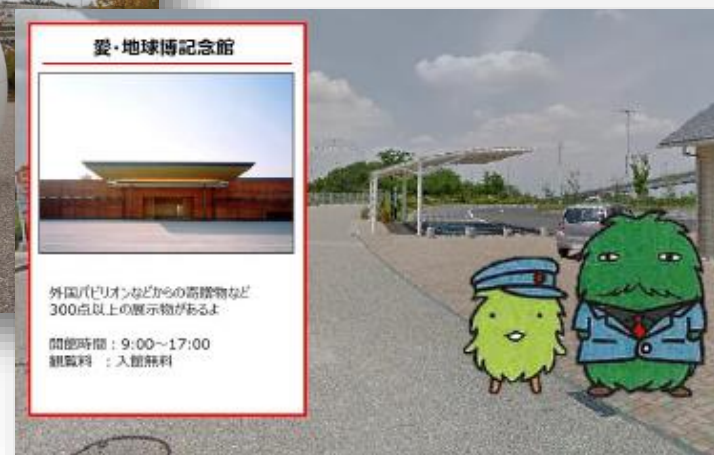 愛・地球博記念館
外国パビリオンなどからの寄贈物など
300点以上の展示物があるよ
開館時間：9:00～17:00
観覧料　：入館無料